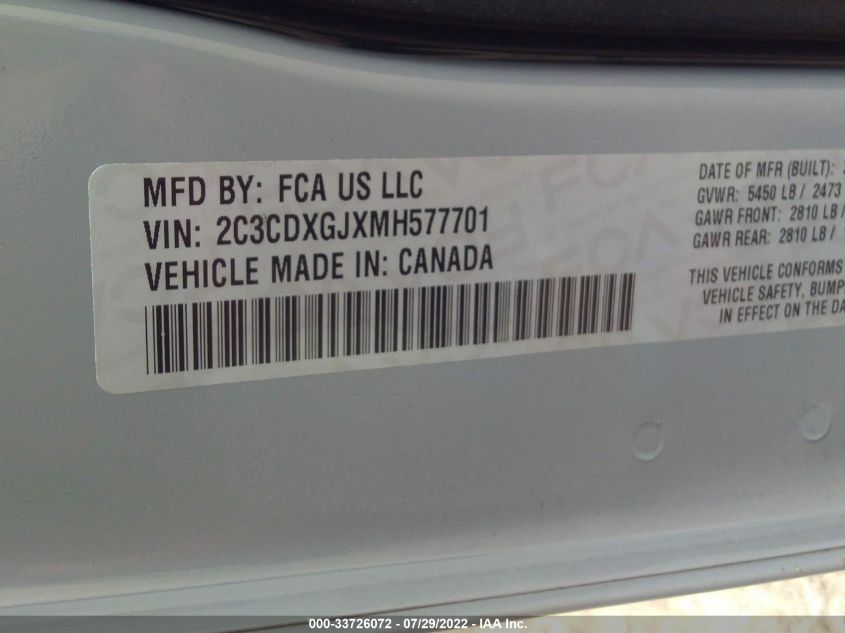 MFD BY: FCA US LLC
VIN: 2C3CDXGJXMH577701
VEHICLE MADE IN: CANADA
DATE OF MFR (BUILT):
GVWR: 5450 LB / 2473
GAWR FRONT: 2810 LB /
GAWR REAR: 2810 LB /
THIS VEHICLE CONFORMS
VEHICLE SAFETY, BUMP
IN EFFECT ON THE DA
000-33726072 - 07/29/2022 - IAA Inc.